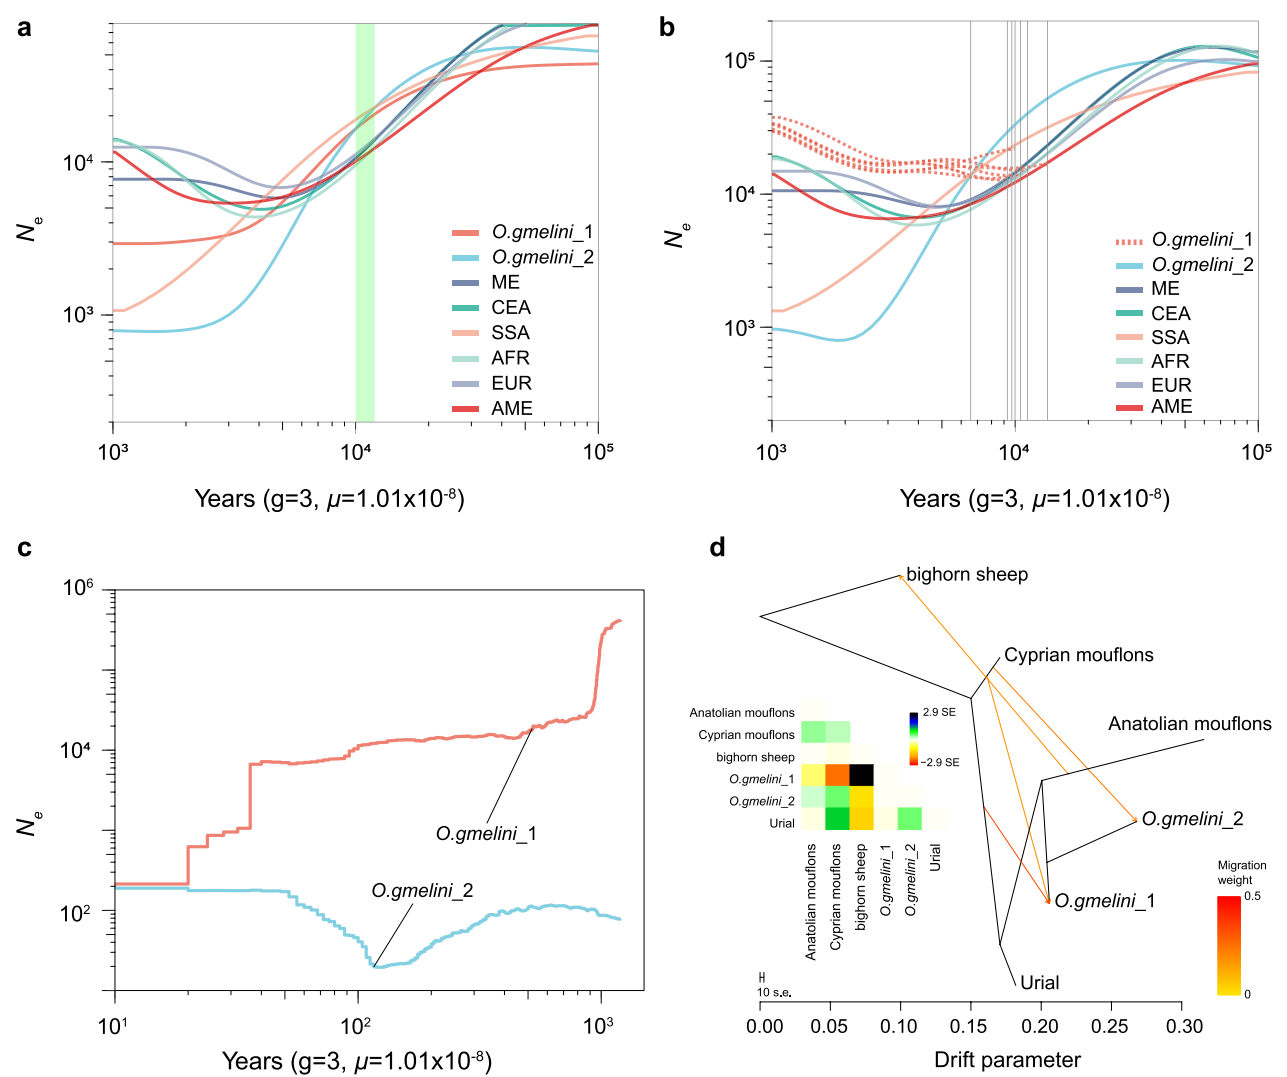 a
10⁴
10³
Nₑ
O.gmelini_1
O.gmelini_2
ME
CEA
SSA
AFR
EUR
AME
10³ 10⁴ 10⁵
Years (g=3, μ=1.01x10⁻⁸)
b
10⁵
10⁴
10³
Nₑ
O.gmelini_1
O.gmelini_2
ME
CEA
SSA
AFR
EUR
AME
10³ 10⁴ 10⁵
Years (g=3, μ=1.01x10⁻⁸)
c
10⁶
10⁴
10²
Nₑ
O.gmelini_1
O.gmelini_2
10¹ 10² 10³
Years (g=3, μ=1.01x10⁻⁸)
d
bighorn sheep
Cyprian mouflons
Anatolian mouflons
O.gmelini_2
O.gmelini_1
Urial
Anatolian mouflons
Cyprian mouflons
bighorn sheep
O.gmelini_1
O.gmelini_2
Urial
Anatolian mouflons
Cyprian mouflons
bighorn sheep
O.gmelini_1
O.gmelini_2
Urial
2.9 SE
−2.9 SE
Migration
weight
0.5
0
10 s.e.
0.00 0.05 0.10 0.15 0.20 0.25 0.30
Drift parameter